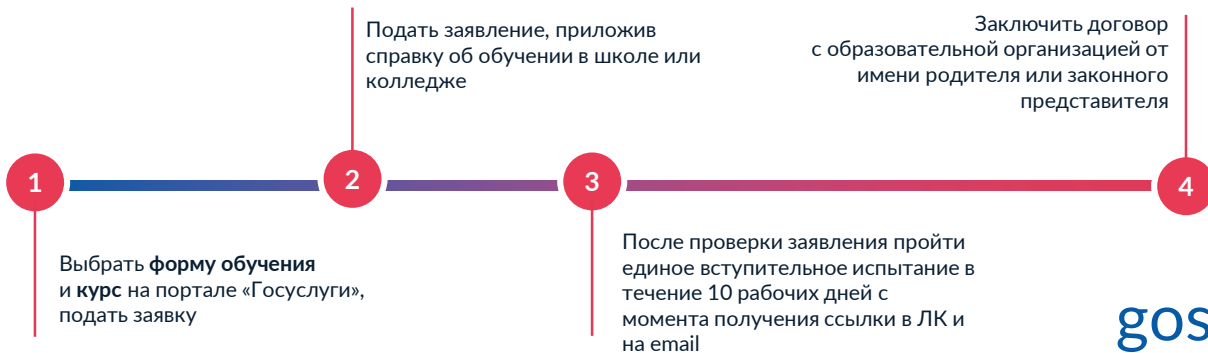 1
Выбрать форму обучения
и курс на портале «Госуслуги»,
подать заявку
2
Подать заявление, приложив
справку об обучении в школе или
колледже
3
После проверки заявления пройти
единое вступительное испытание в
течение 10 рабочих дней с
момента получения ссылки в ЛК и
на email
4
Заключить договор
с образовательной организацией от
имени родителя или законного
представителя
gos